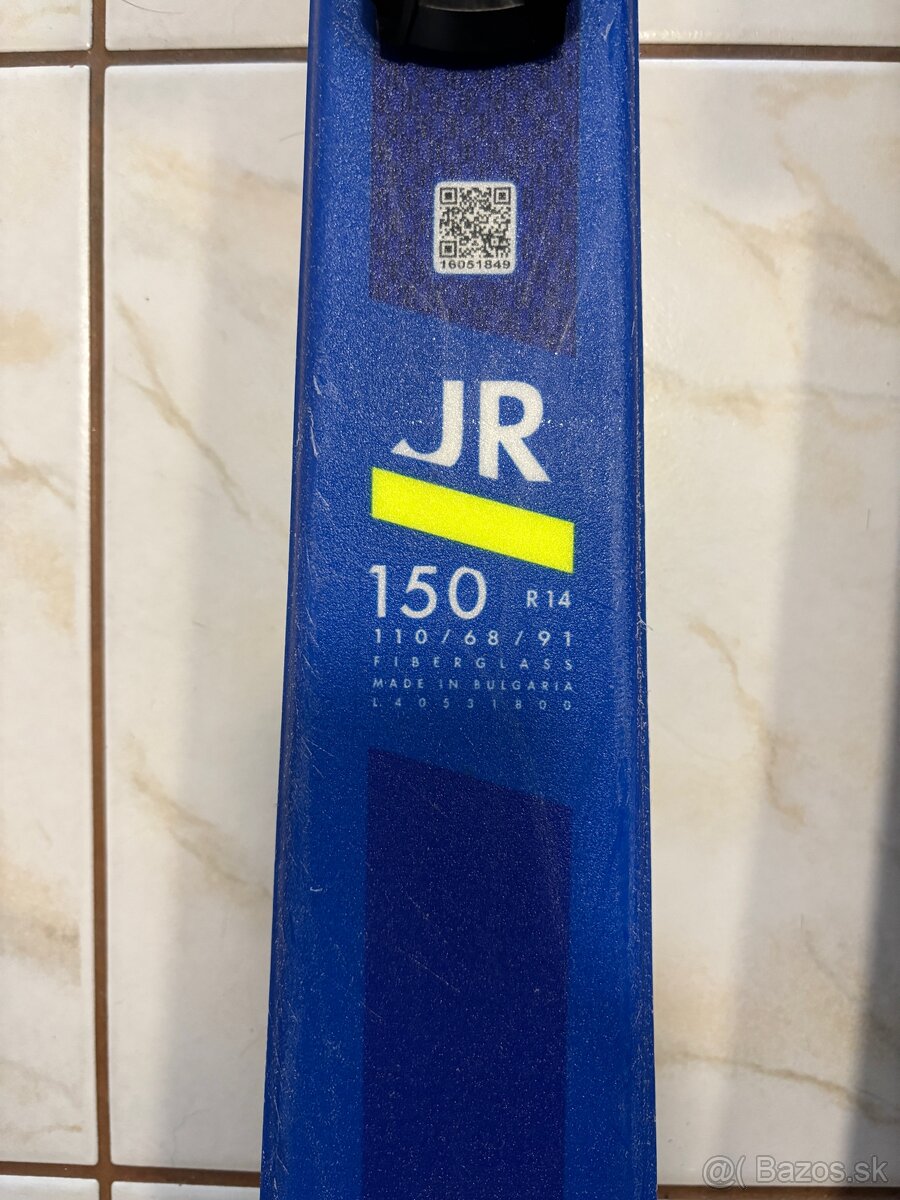 16051849
JR
150 R14
110/68/91
FIBERGLASS
MADE IN BULGARIA
L40531800
@( Bazos.sk